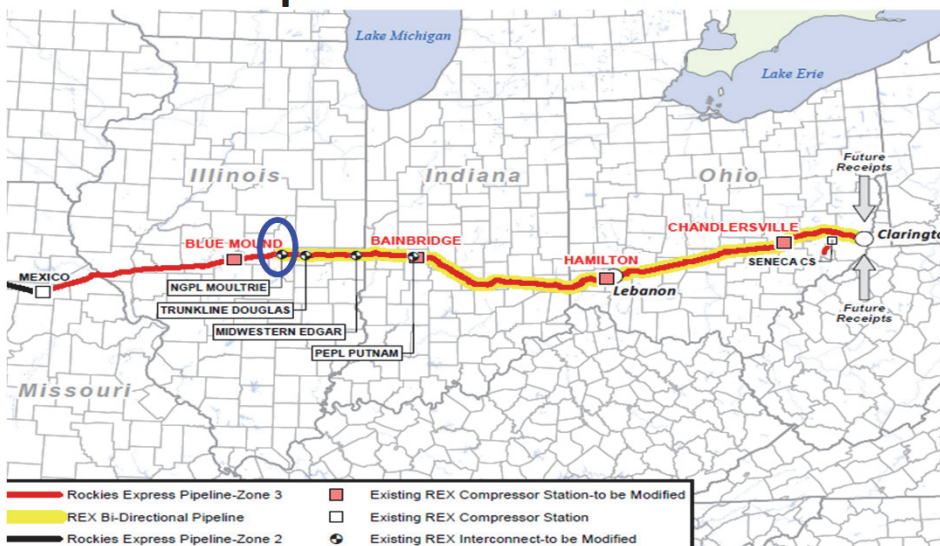 Lake Michigan
Lake Erie
Illinois
Indiana
Ohio
Future
Receipts
CHANDLERSVILLE
BLUE MOUND
BAINBRIDGE
Claringto
HAMILTON
SENECA CS
MEXICO
NGPL MOULTRIE
Lebanon
TRUNKLINE DOUGLAS
Future
Receipts
MIDWESTERN EDGAR
PEPL PUTNAM
Missouri
Rockies Express Pipeline-Zone 3
Existing REX Compressor Station-to be Modified
REX Bi-Directional Pipeline
Existing REX Compressor Station
Rockies Express Pipeline-Zone 2
Existing REX Interconnect-to be Modified